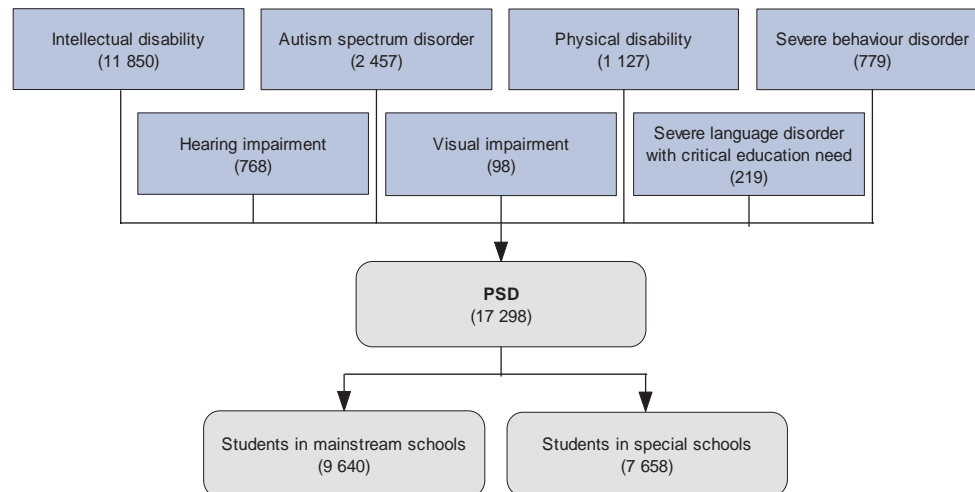 Intellectual disability
(11 850)
Autism spectrum disorder
(2 457)
Physical disability
(1 127)
Severe behaviour disorder
(779)
Hearing impairment
(768)
Visual impairment
(98)
Severe language disorder
with critical education need
(219)
PSD
(17 298)
Students in mainstream schools
(9 640)
Students in special schools
(7 658)